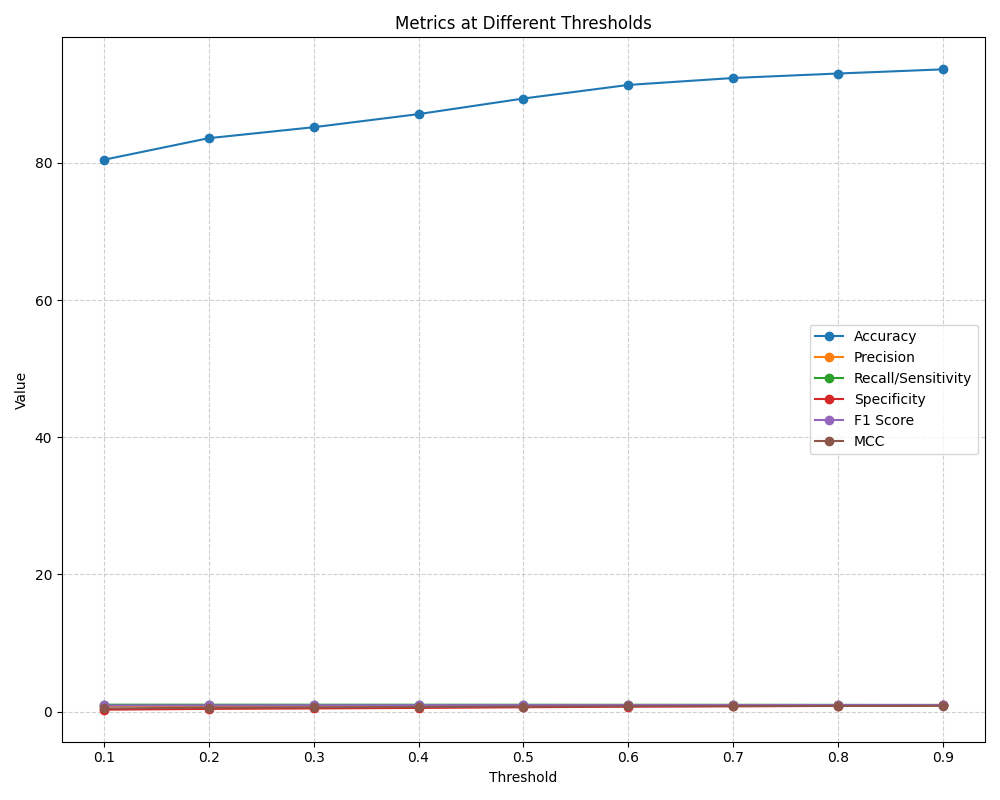 Metrics at Different Thresholds
Value
80
60
40
20
0
Accuracy
Precision
Recall/Sensitivity
Specificity
F1 Score
MCC
0.1 0.2 0.3 0.4 0.5 0.6 0.7 0.8 0.9
Threshold